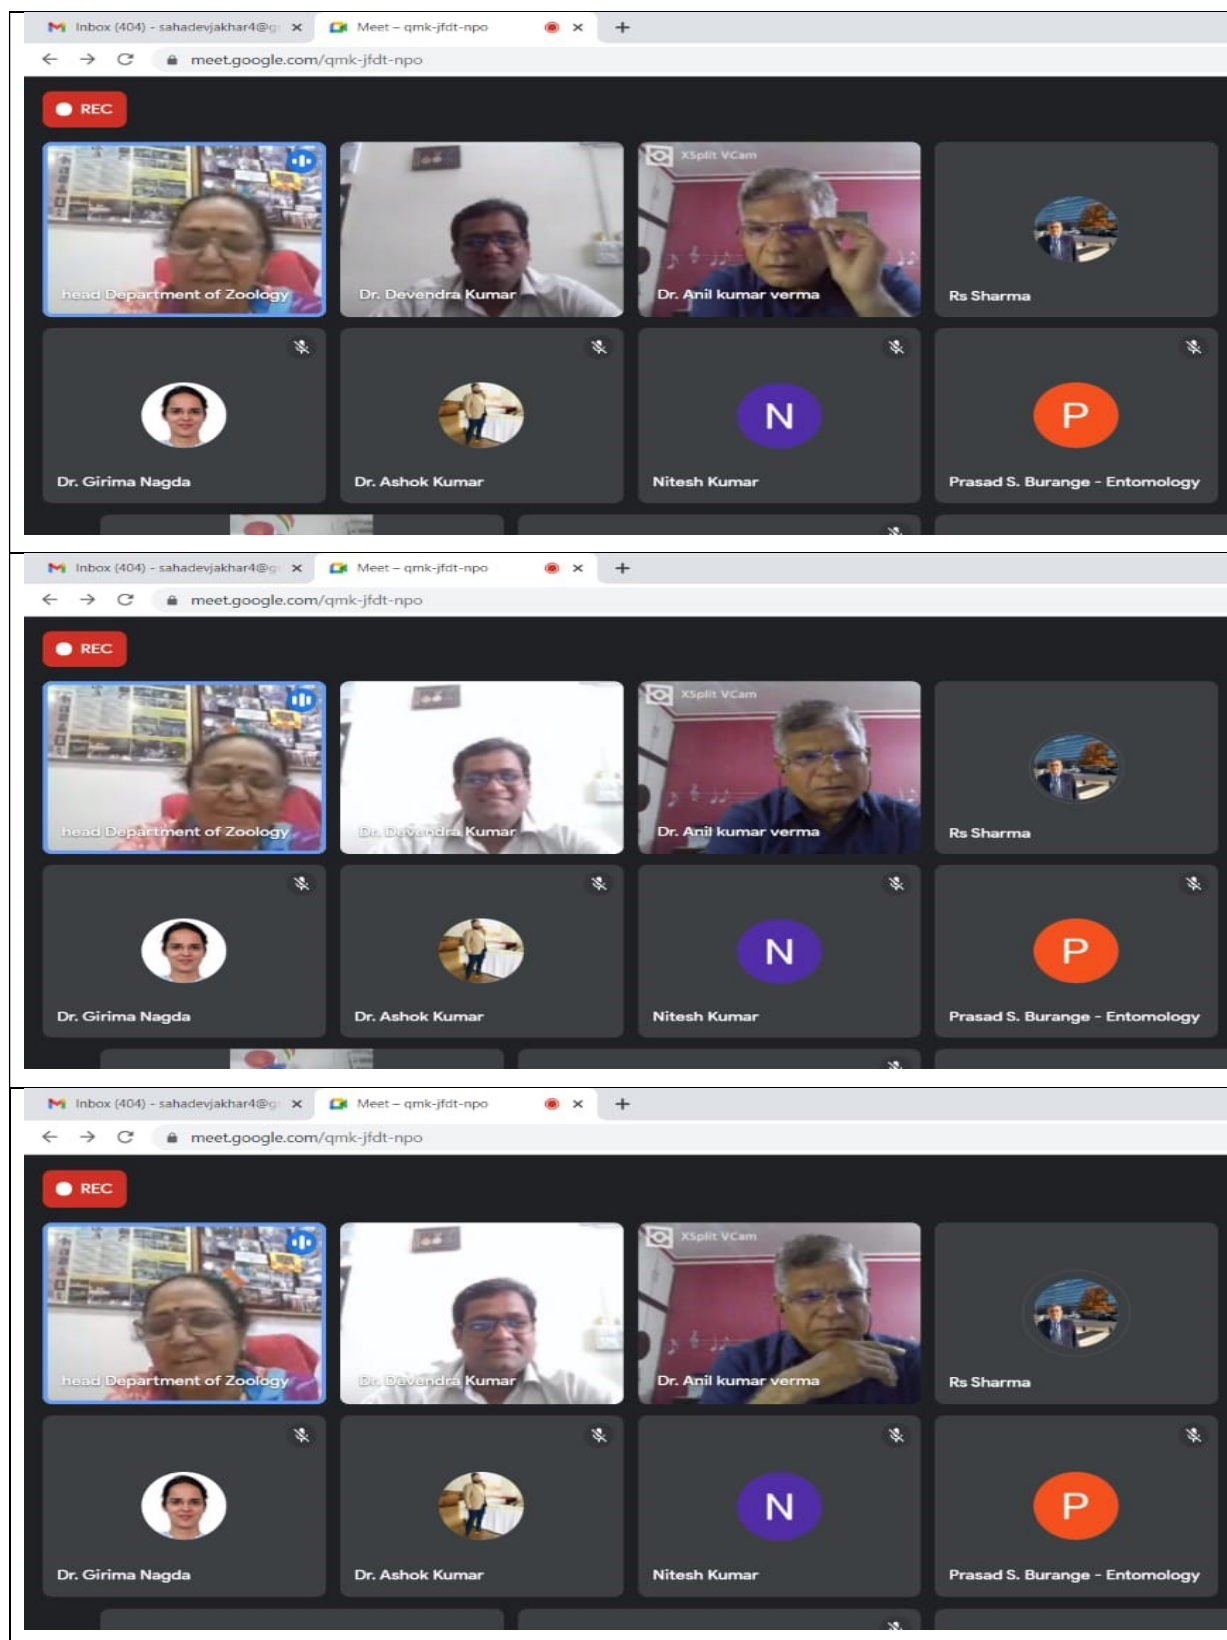 Inbox (404) - sahadevjakhar4@g
Meet – qmk-jfdt-npo
meet.google.com/qmk-jfdt-npo
REC
XSplit VCam
head Department of Zoology
Dr. Devendra Kumar
Dr. Anil kumar verma
Rs Sharma
N
P
Dr. Girima Nagda
Dr. Ashok Kumar
Nitesh Kumar
Prasad S. Burange - Entomology
Inbox (404) - sahadevjakhar4@g
Meet – qmk-jfdt-npo
meet.google.com/qmk-jfdt-npo
REC
XSplit VCam
head Department of Zoology
Dr. Devendra Kumar
Dr. Anil kumar verma
Rs Sharma
N
P
Dr. Girima Nagda
Dr. Ashok Kumar
Nitesh Kumar
Prasad S. Burange - Entomology
Inbox (404) - sahadevjakhar4@g
Meet – qmk-jfdt-npo
meet.google.com/qmk-jfdt-npo
REC
XSplit VCam
head Department of Zoology
Dr. Devendra Kumar
Dr. Anil kumar verma
Rs Sharma
N
P
Dr. Girima Nagda
Dr. Ashok Kumar
Nitesh Kumar
Prasad S. Burange - Entomology